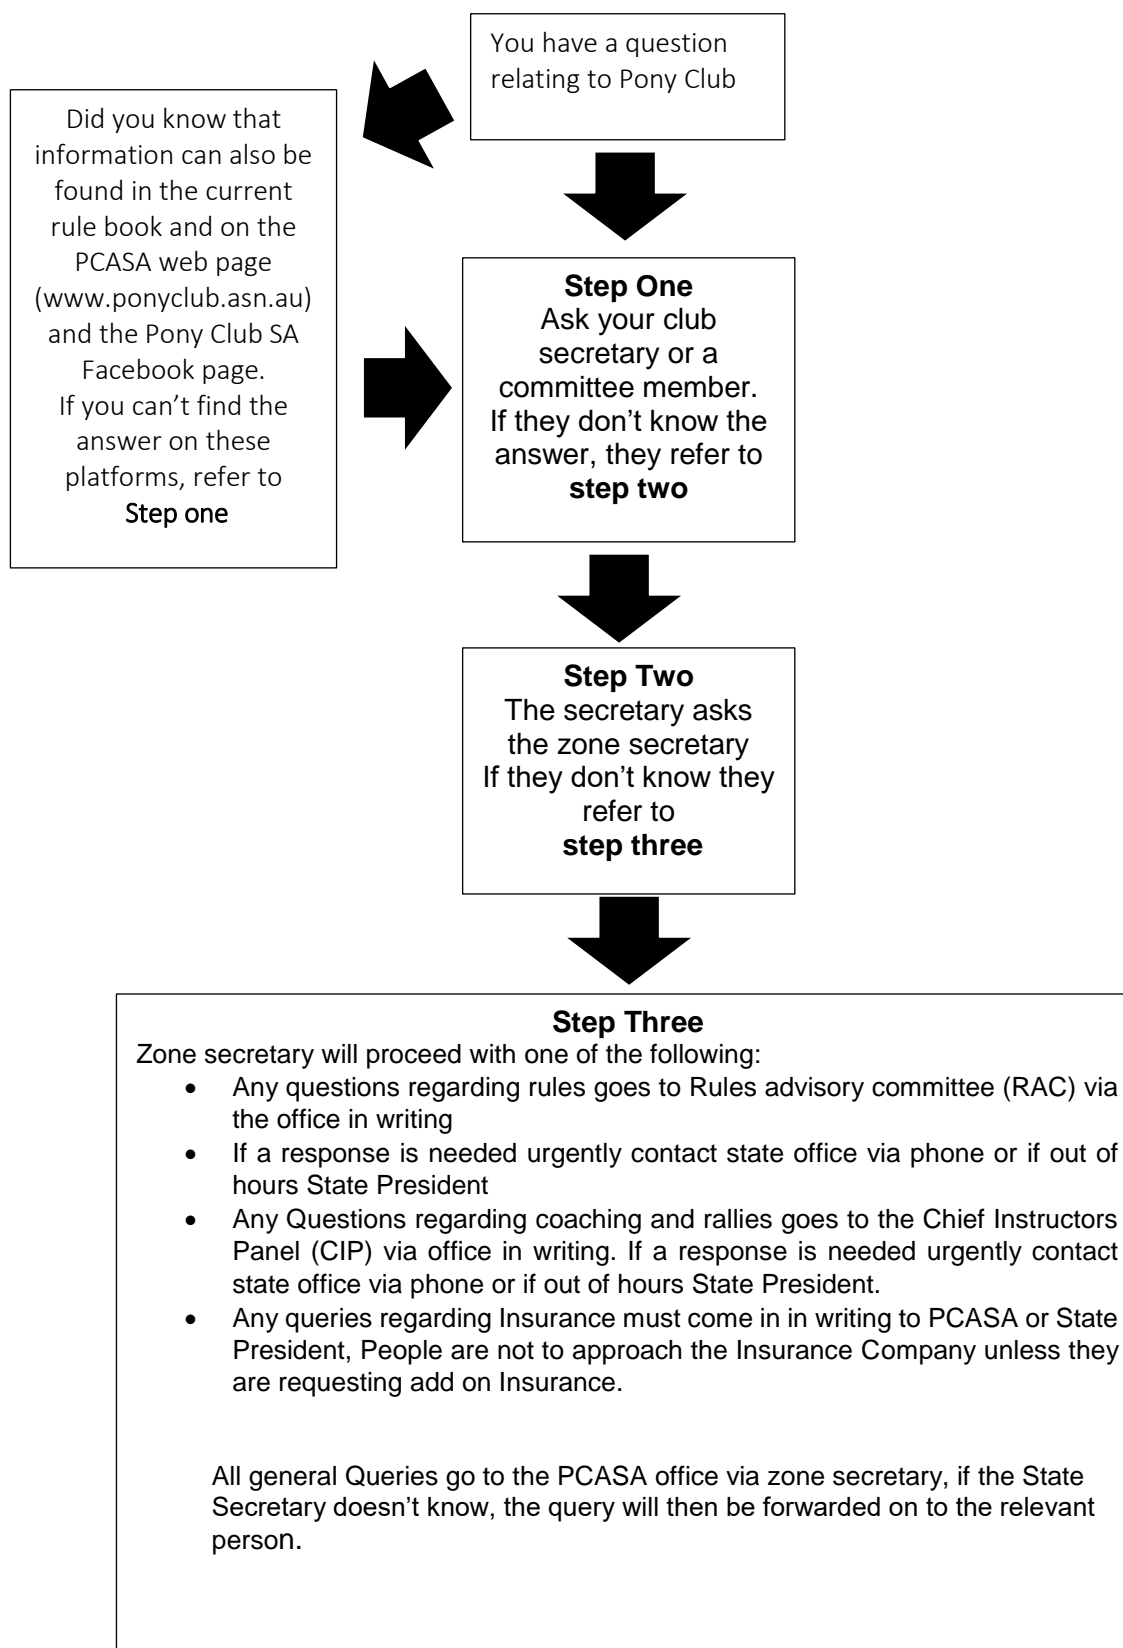 You have a question
relating to Pony Club
Did you know that
information can also be
found in the current
rule book and on the
PCASA web page
(www.ponyclub.asn.au)
and the Pony Club SA
Facebook page.
If you can’t find the
answer on these
platforms, refer to
Step one
Step One
Ask your club
secretary or a
committee member.
If they don’t know the
answer, they refer to
step two
Step Two
The secretary asks
the zone secretary
If they don’t know they
refer to
step three
Step Three
Zone secretary will proceed with one of the following:
• Any questions regarding rules goes to Rules advisory committee (RAC) via
the office in writing
• If a response is needed urgently contact state office via phone or if out of
hours State President
• Any Questions regarding coaching and rallies goes to the Chief Instructors
Panel (CIP) via office in writing. If a response is needed urgently contact
state office via phone or if out of hours State President.
• Any queries regarding Insurance must come in in writing to PCASA or State
President, People are not to approach the Insurance Company unless they
are requesting add on Insurance.
All general Queries go to the PCASA office via zone secretary, if the State
Secretary doesn’t know, the query will then be forwarded on to the relevant
person.